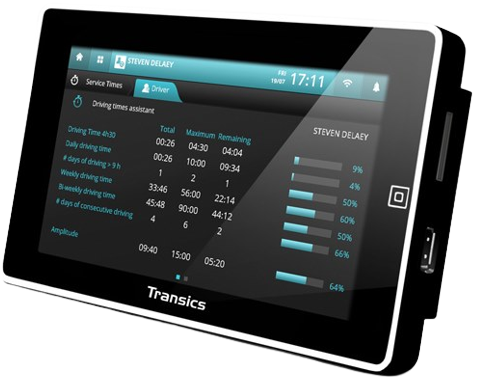 STEVEN DELAEY
FRI
19/07
17:11
Service Times
Driver
Driving times assistant
STEVEN DELAEY
Total Maximum Remaining
Driving Time 4h30 00:26 04:30 04:04 9%
Daily driving time 00:26 10:00 09:34 4%
# days of driving > 9 h 1 2 1 50%
Weekly driving time 33:46 56:00 22:14 60%
Bi-weekly driving time 45:48 90:00 44:12 50%
# days of consecutive driving 4 6 2 66%
Amplitude 09:40 15:00 05:20 64%
Transics